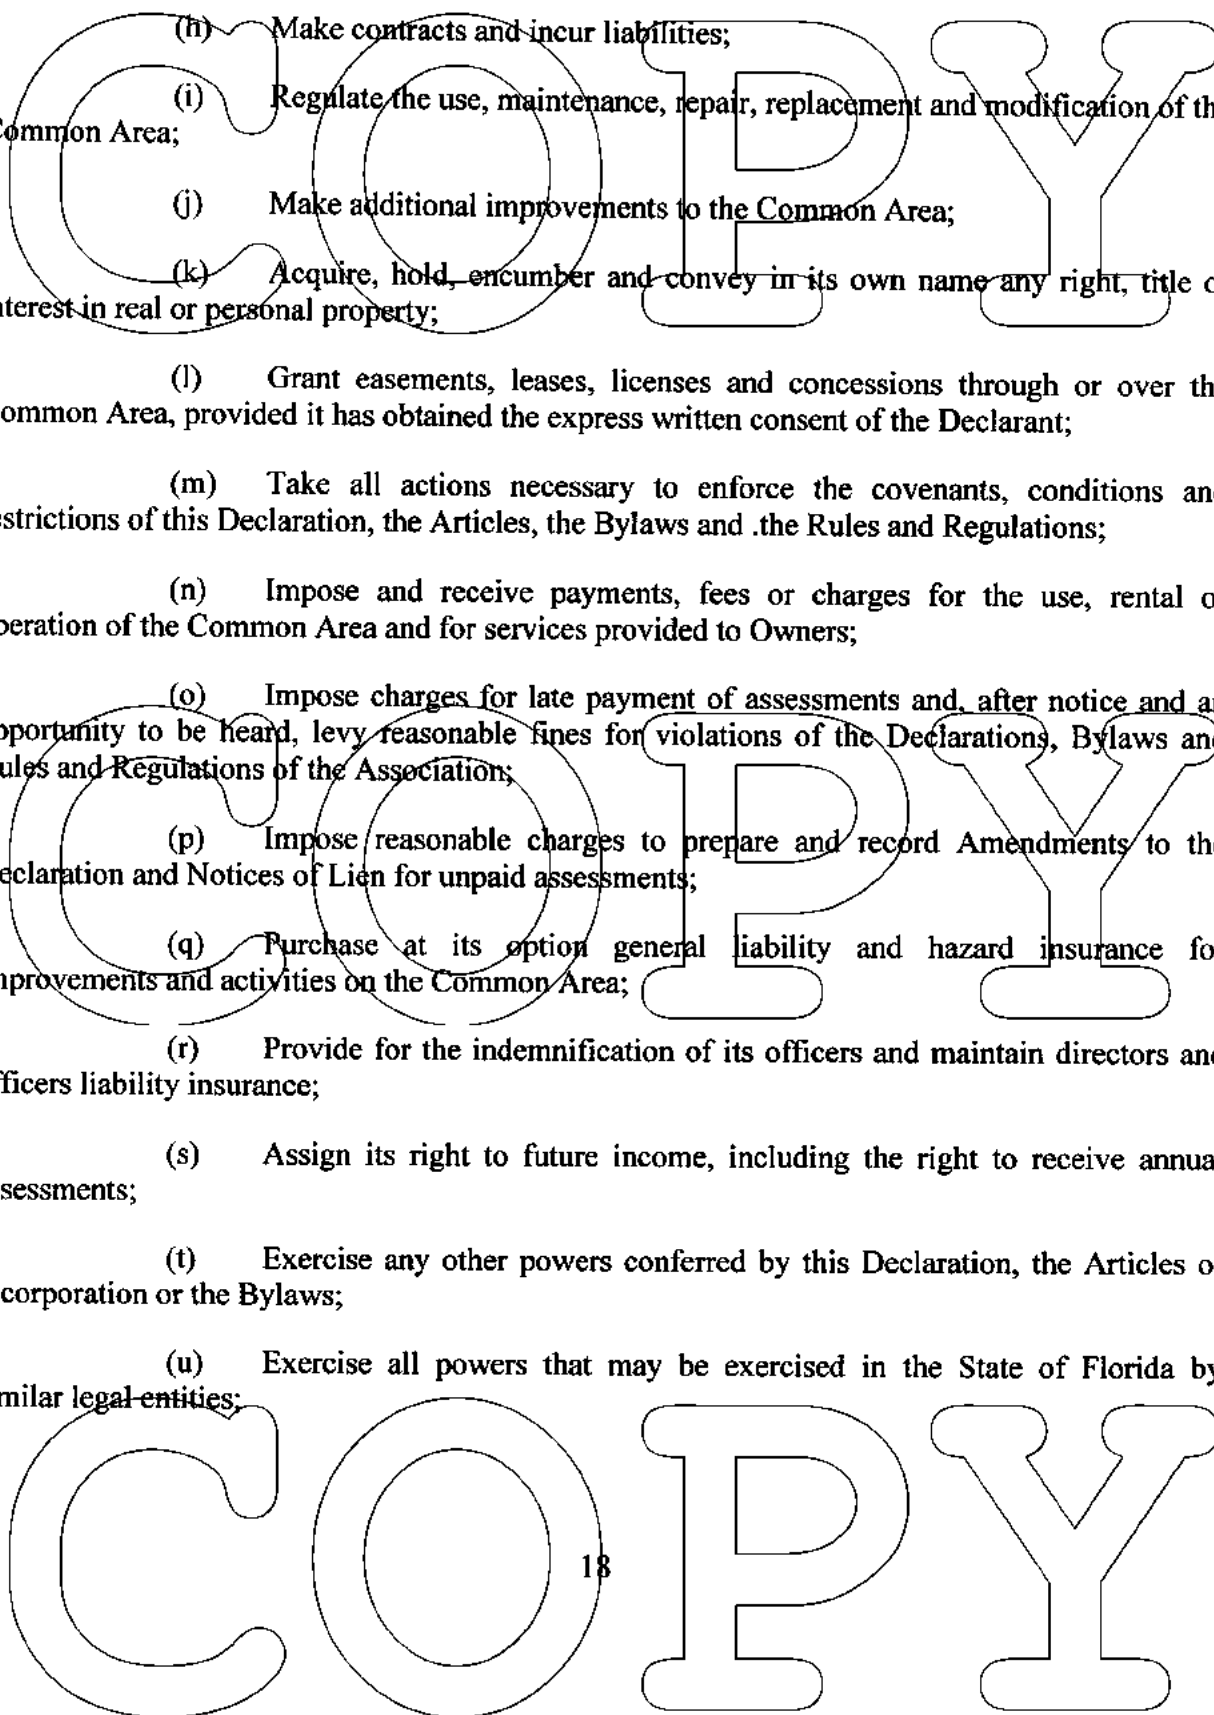 (h) Make contracts and incur liabilities;
(i) Regulate the use, maintenance, repair, replacement and modification of th
Common Area;
(j) Make additional improvements to the Common Area;
(k) Acquire, hold, encumber and convey in its own name any right, title o
nterest in real or personal property;
(l) Grant easements, leases, licenses and concessions through or over th
ommon Area, provided it has obtained the express written consent of the Declarant;
(m) Take all actions necessary to enforce the covenants, conditions an
strictions of this Declaration, the Articles, the Bylaws and .the Rules and Regulations;
(n) Impose and receive payments, fees or charges for the use, rental o
peration of the Common Area and for services provided to Owners;
(o) Impose charges for late payment of assessments and, after notice and a
pportunity to be heard, levy reasonable fines for violations of the Declarations, Bylaws an
ules and Regulations of the Association;
(p) Impose reasonable charges to prepare and record Amendments to th
eclaration and Notices of Lien for unpaid assessments;
(q) Purchase at its option general liability and hazard insurance fo
mprovements and activities on the Common Area;
(r) Provide for the indemnification of its officers and maintain directors and
fficers liability insurance;
(s) Assign its right to future income, including the right to receive annua
sessments;
(t) Exercise any other powers conferred by this Declaration, the Articles o
corporation or the Bylaws;
(u) Exercise all powers that may be exercised in the State of Florida by
milar legal entities;
18
COPY
COPY
COPY